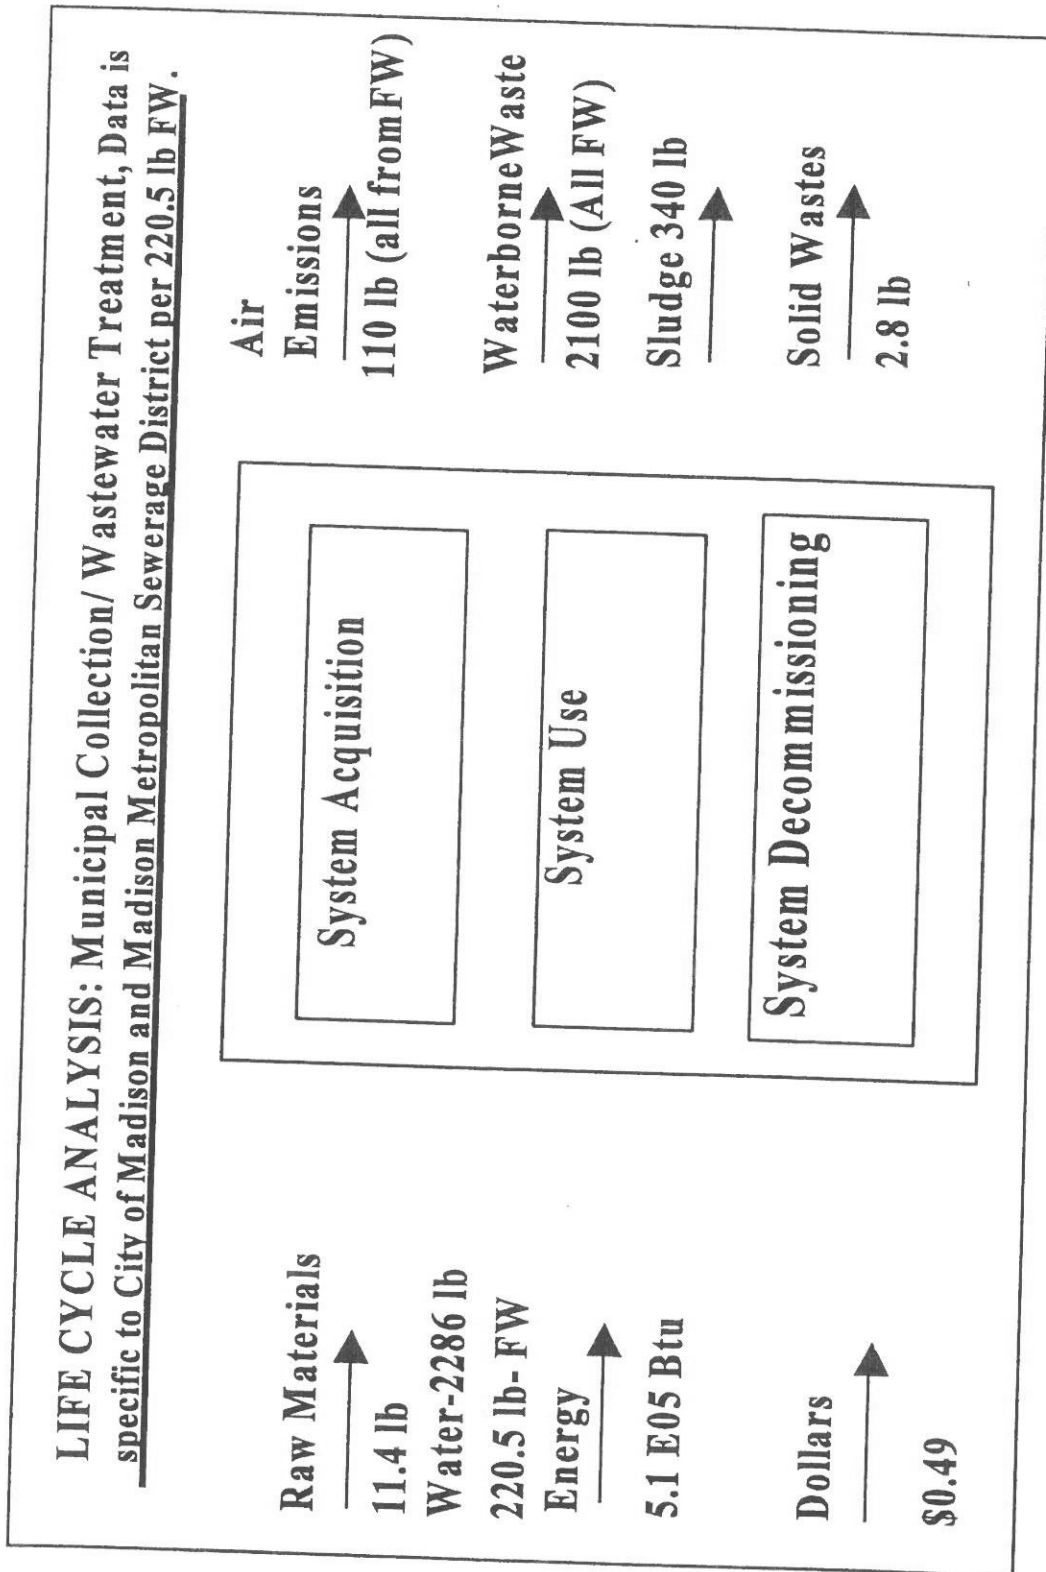 LIFE CYCLE ANALYSIS: Municipal Collection/ Wastewater Treatment, Data is
specific to City of Madison and Madison Metropolitan Sewerage District per 220.5 lb FW.
Raw Materials
11.4 lb
Water-2286 lb
220.5 lb- FW
Energy
5.1 E05 Btu
Dollars
$0.49
System Acquisition
System Use
System Decommissioning
Air
Emissions
110 lb (all from FW)
WaterborneWaste
2100 lb (All FW)
Sludge 340 lb
Solid Wastes
2.8 lb